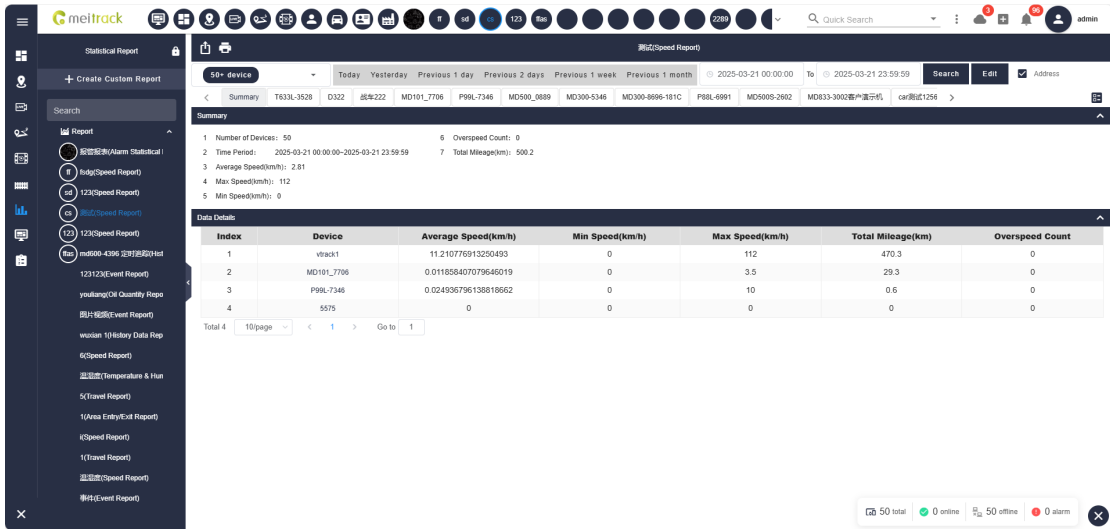 meitrack ff sd cs 123 ffas 2289 Quick Search 3 96 admin
Statistical Report
测试(Speed Report)
+ Create Custom Report
50+ device Today Yesterday Previous 1 day Previous 2 days Previous 1 week Previous 1 month 2025-03-21 00:00:00 To 2025-03-21 23:59:59 Search Edit Address
Summary T633L-3528 D322 战车222 MD101_7706 P99L-7346 MD500_0889 MD300-5346 MD300-8696-181C P88L-6991 MD500S-2602 MD833-3002客户演示机 car测试1256
Search
Report
报警报表(Alarm Statistical
ff fsdg(Speed Report)
sd 123(Speed Report)
cs 测试(Speed Report)
123 123(Speed Report)
ffas md600-4396 定时追踪(Hist
123123(Event Report)
youliang(Oil Quantity Repo
图片视频(Event Report)
wuxian 1(History Data Rep
6(Speed Report)
温湿度(Temperature & Hum
5(Travel Report)
1(Area Entry/Exit Report)
i(Speed Report)
1(Travel Report)
温湿度(Speed Report)
事件(Event Report)
Summary
1 Number of Devices: 50 6 Overspeed Count: 0
2 Time Period: 2025-03-21 00:00:00~2025-03-21 23:59:59 7 Total Mileage(km): 500.2
3 Average Speed(km/h): 2.81
4 Max Speed(km/h): 112
5 Min Speed(km/h): 0
Data Details
Index Device Average Speed(km/h) Min Speed(km/h) Max Speed(km/h) Total Mileage(km) Overspeed Count
1 vtrack1 11.210776913250493 0 112 470.3 0
2 MD101_7706 0.011858407079646019 0 3.5 29.3 0
3 P99L-7346 0.024936796138818662 0 10 0.6 0
4 5575 0 0 0 0 0
Total 4 10/page 1 Go to 1
50 total 0 online 50 offline 0 alarm